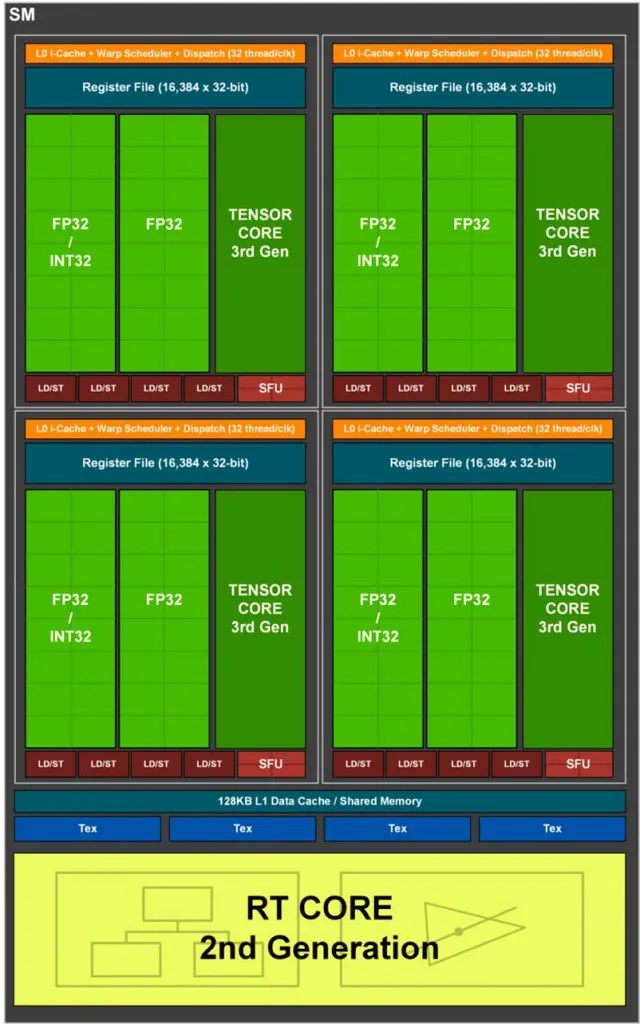 SM
L0 i-Cache + Warp Scheduler + Dispatch (32 thread/clk)
Register File (16,384 x 32-bit)
FP32
/
INT32
FP32
TENSOR
CORE
3rd Gen
LD/ST LD/ST LD/ST LD/ST SFU
L0 i-Cache + Warp Scheduler + Dispatch (32 thread/clk)
Register File (16,384 x 32-bit)
FP32
/
INT32
FP32
TENSOR
CORE
3rd Gen
LD/ST LD/ST LD/ST LD/ST SFU
L0 i-Cache + Warp Scheduler + Dispatch (32 thread/clk)
Register File (16,384 x 32-bit)
FP32
/
INT32
FP32
TENSOR
CORE
3rd Gen
LD/ST LD/ST LD/ST LD/ST SFU
L0 i-Cache + Warp Scheduler + Dispatch (32 thread/clk)
Register File (16,384 x 32-bit)
FP32
/
INT32
FP32
TENSOR
CORE
3rd Gen
LD/ST LD/ST LD/ST LD/ST SFU
128KB L1 Data Cache / Shared Memory
Tex Tex Tex Tex
RT CORE
2nd Generation